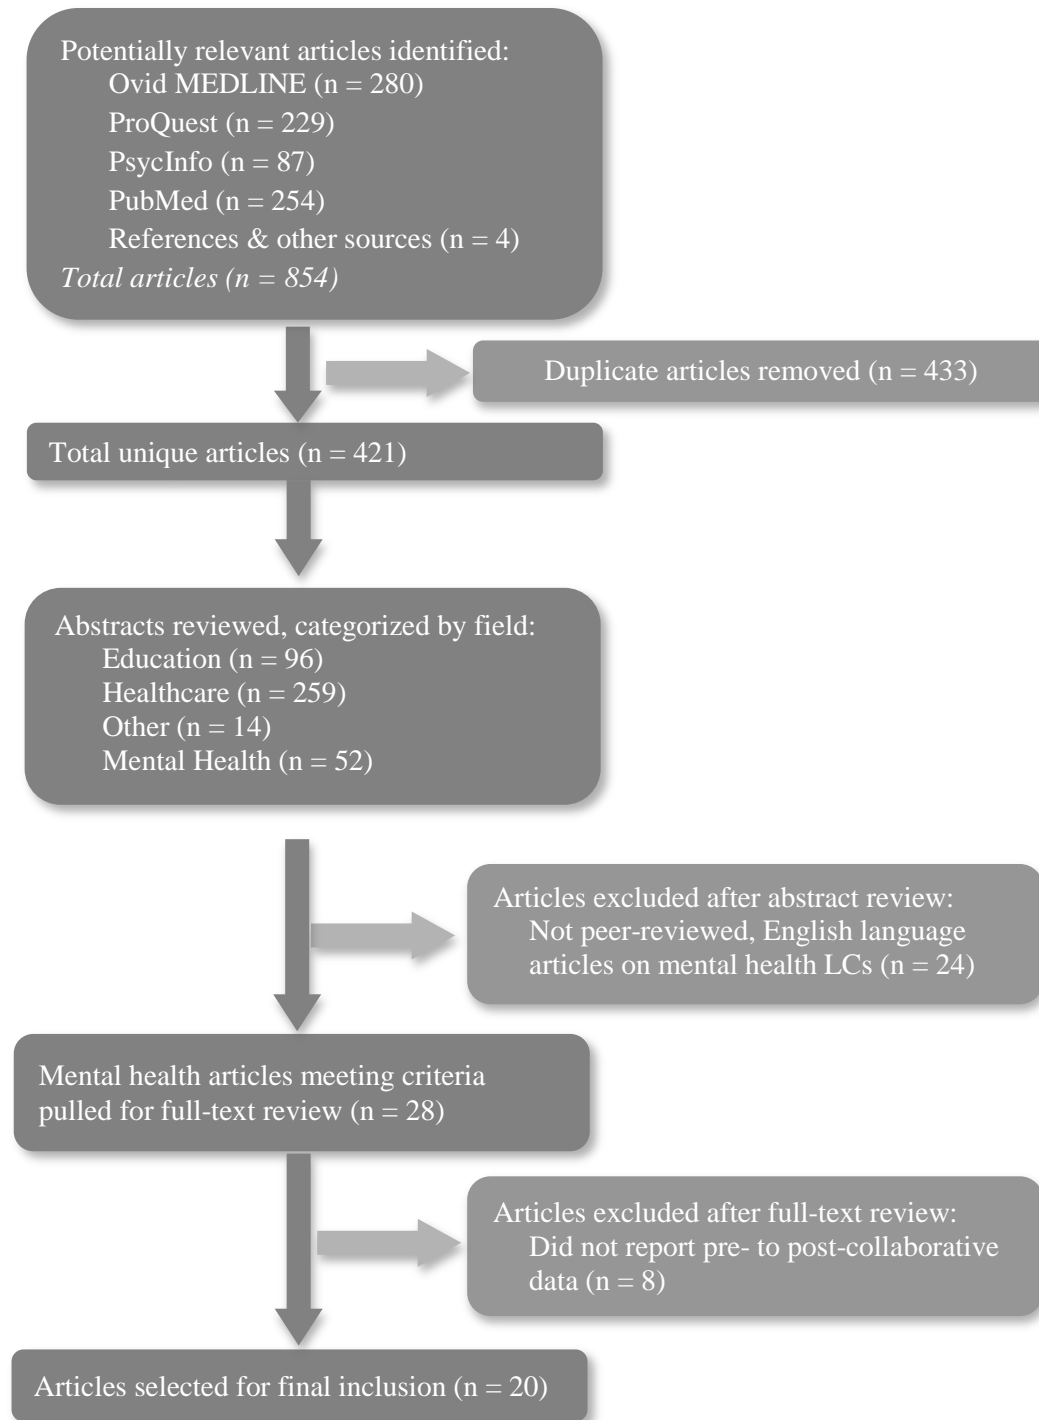 Potentially relevant articles identified:
Ovid MEDLINE (n = 280)
ProQuest (n = 229)
PsycInfo (n = 87)
PubMed (n = 254)
References & other sources (n = 4)
Total articles (n = 854)
Duplicate articles removed (n = 433)
Total unique articles (n = 421)
Abstracts reviewed, categorized by field:
Education (n = 96)
Healthcare (n = 259)
Other (n = 14)
Mental Health (n = 52)
Articles excluded after abstract review:
Not peer-reviewed, English language
articles on mental health LCs (n = 24)
Mental health articles meeting criteria
pulled for full-text review (n = 28)
Articles excluded after full-text review:
Did not report pre- to post-collaborative
data (n = 8)
Articles selected for final inclusion (n = 20)